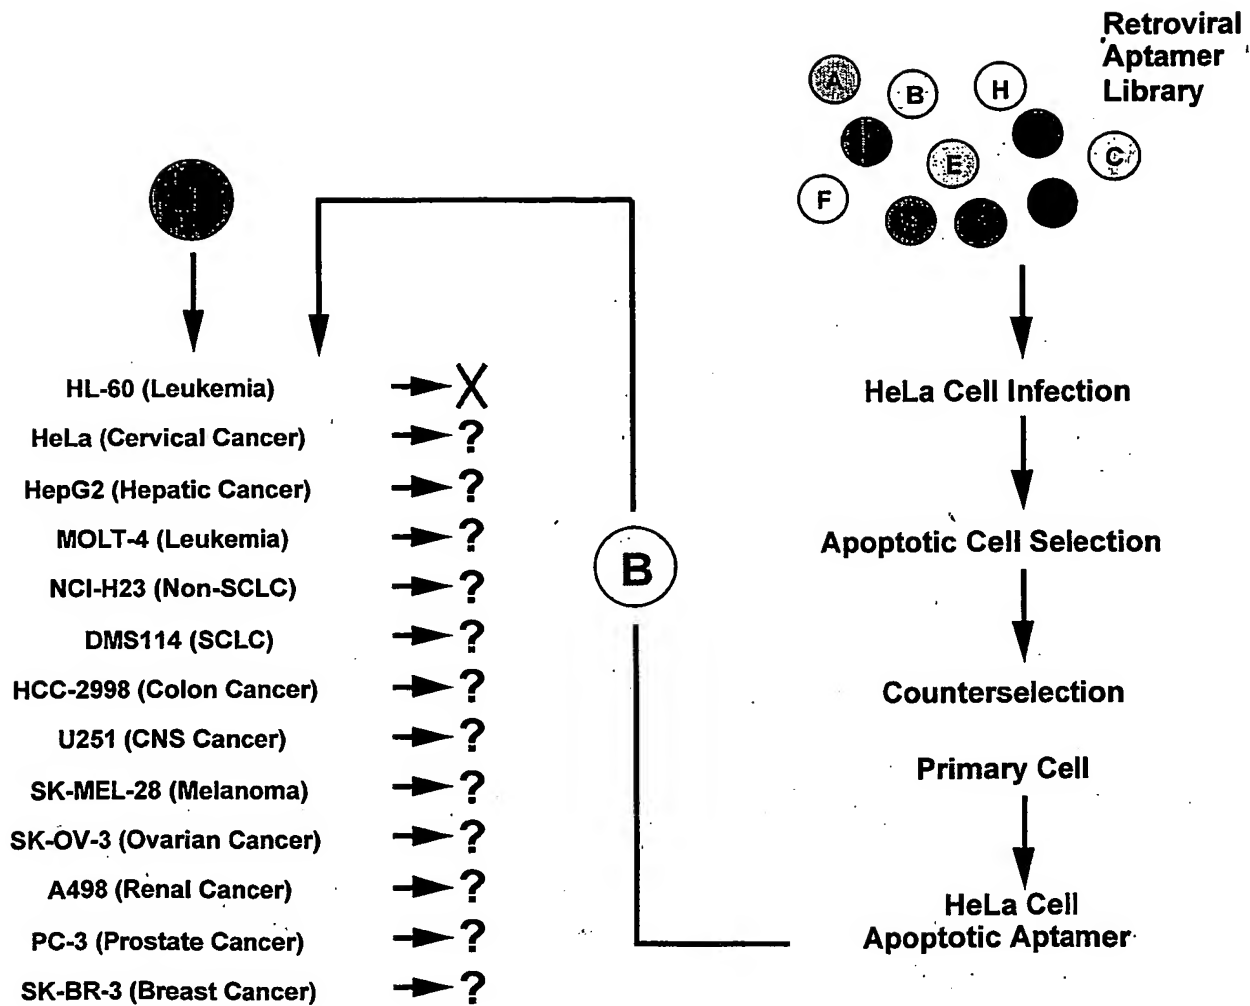 Retroviral
Aptamer
Library
A
B
H
E
C
F
HL-60 (Leukemia)
X
HeLa (Cervical Cancer)
?
HepG2 (Hepatic Cancer)
?
MOLT-4 (Leukemia)
?
NCI-H23 (Non-SCLC)
?
DMS114 (SCLC)
?
HCC-2998 (Colon Cancer)
?
U251 (CNS Cancer)
?
SK-MEL-28 (Melanoma)
?
SK-OV-3 (Ovarian Cancer)
?
A498 (Renal Cancer)
?
PC-3 (Prostate Cancer)
?
SK-BR-3 (Breast Cancer)
?
B
HeLa Cell Infection
Apoptotic Cell Selection
Counterselection
Primary Cell
HeLa Cell
Apoptotic Aptamer